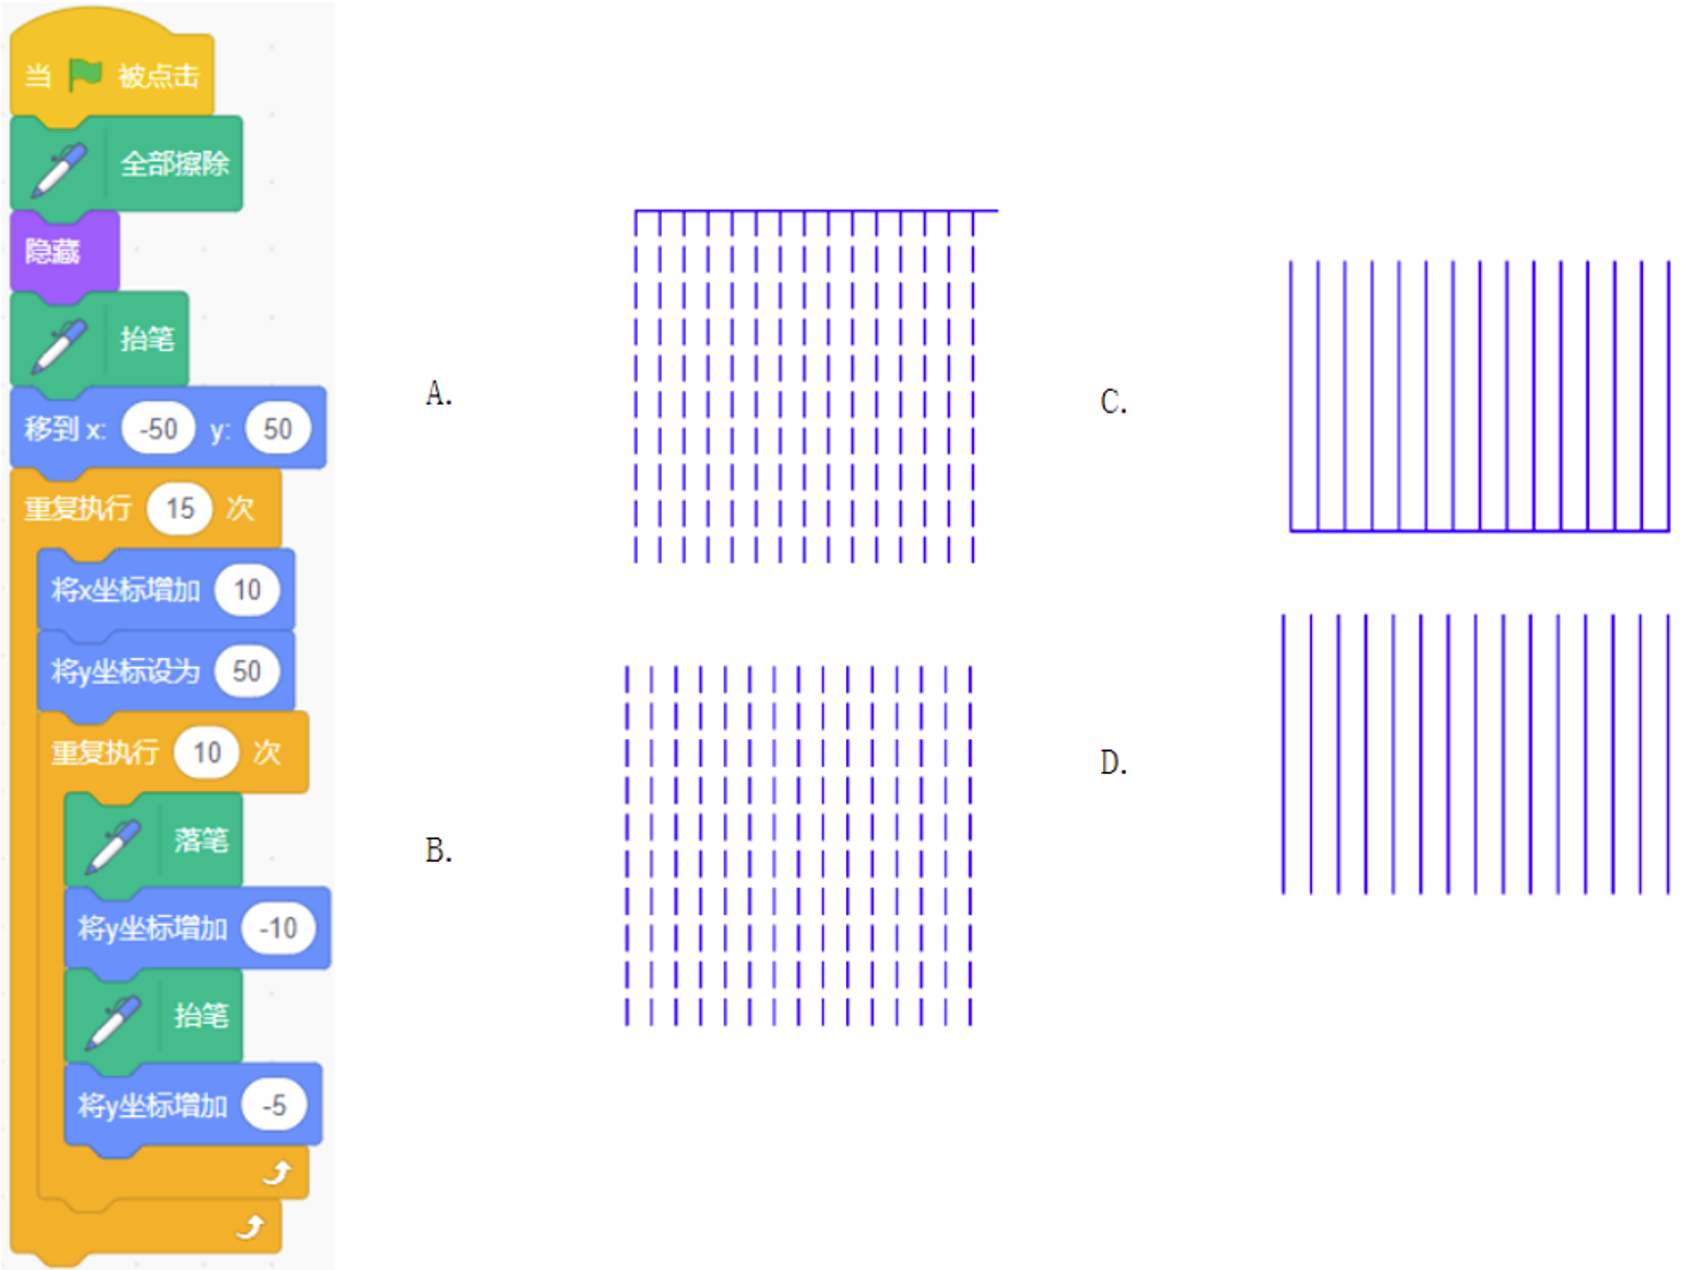 当 被点击
全部擦除
隐藏
抬笔
移到 x: -50 y: 50
重复执行 15 次
将x坐标增加 10
将y坐标设为 50
重复执行 10 次
落笔
将y坐标增加 -10
抬笔
将y坐标增加 -5
A.
B.
C.
D.